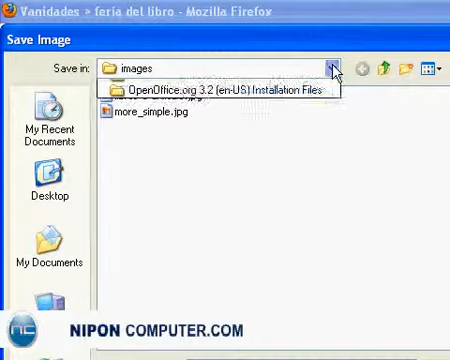 Vanidades > feria del libro - Mozilla Firefox
Save Image
Save in:
images
OpenOffice.org 3.2 (en-US) Installation Files
more_simple.jpg
My Recent
Documents
Desktop
My Documents
nc
NIPON COMPUTER.COM